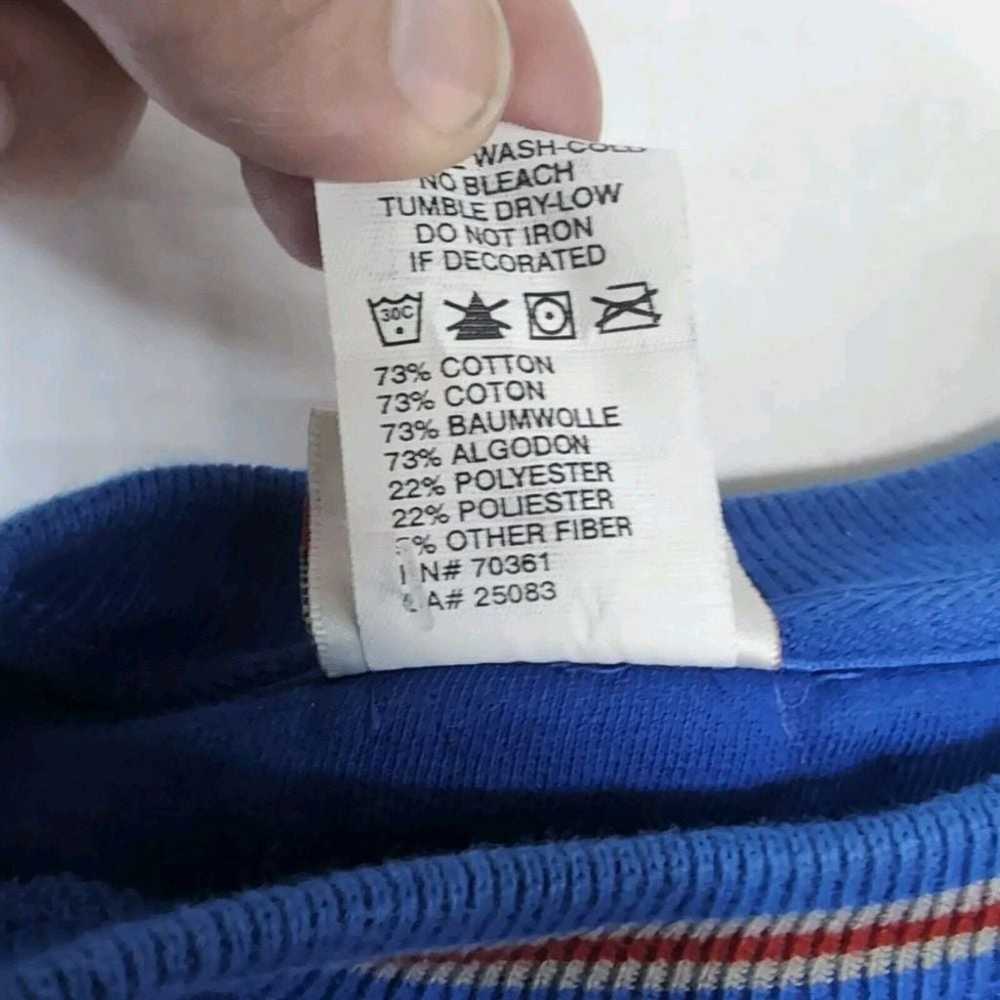 WASH-COLD
NO BLEACH
TUMBLE DRY-LOW
DO NOT IRON
IF DECORATED
30C
73% COTTON
73% COTON
73% BAUMWOLLE
73% ALGODON
22% POLYESTER
22% POLIESTER
% OTHER FIBER
N# 70361
A# 25083